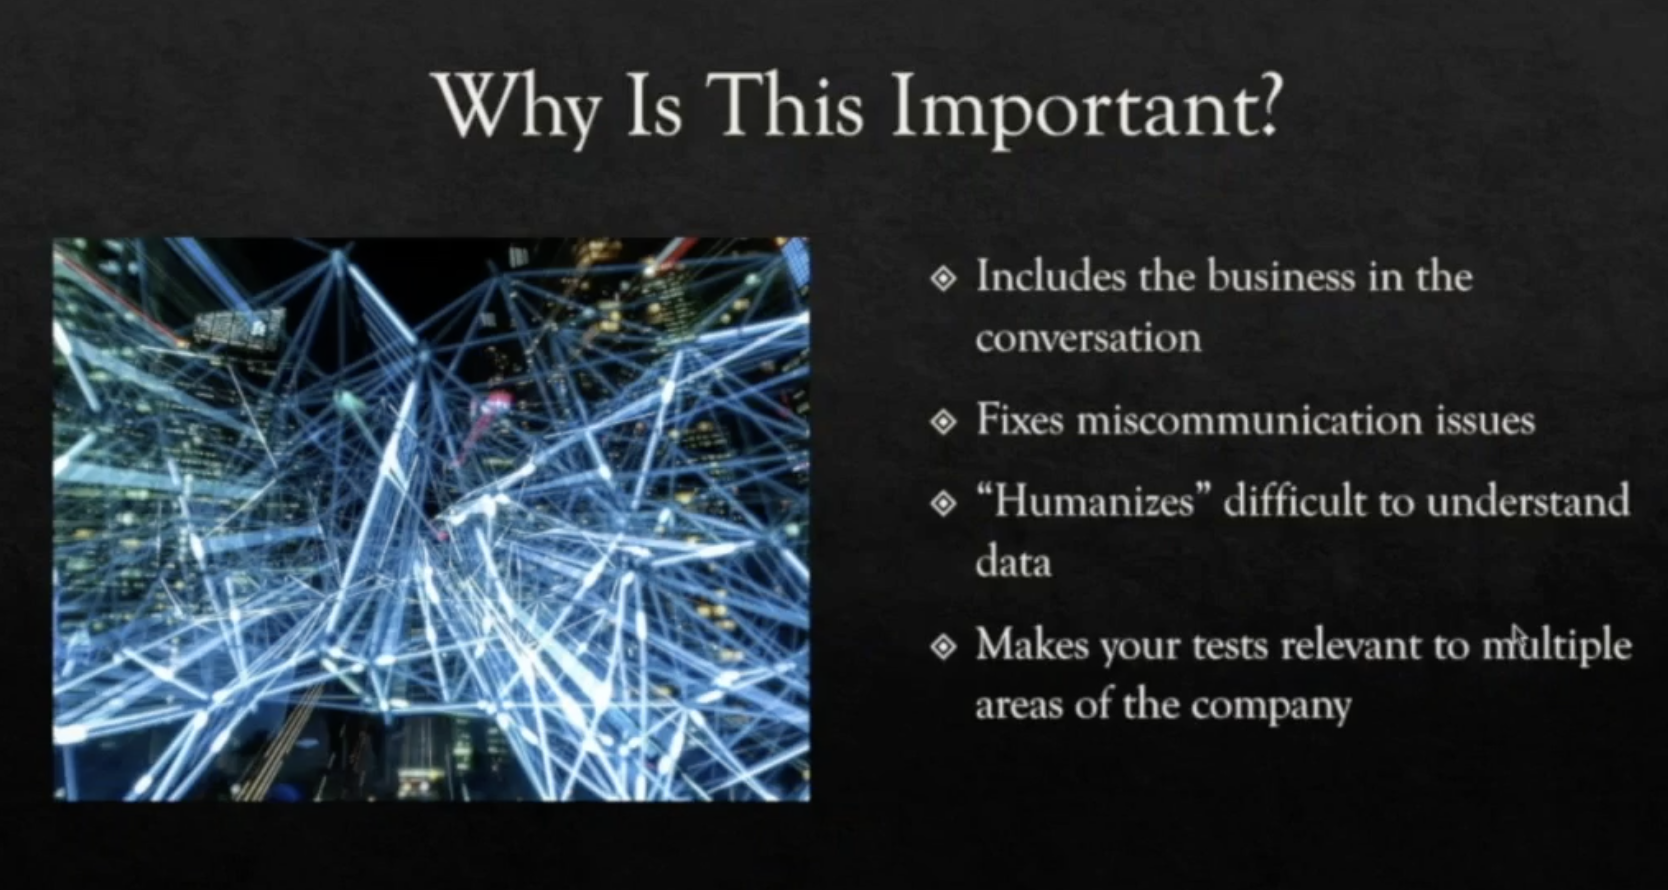 Why Is This Important?
Includes the business in the
conversation
Fixes miscommunication issues
“Humanizes” difficult to understand
data
Makes your tests relevant to multiple
areas of the company